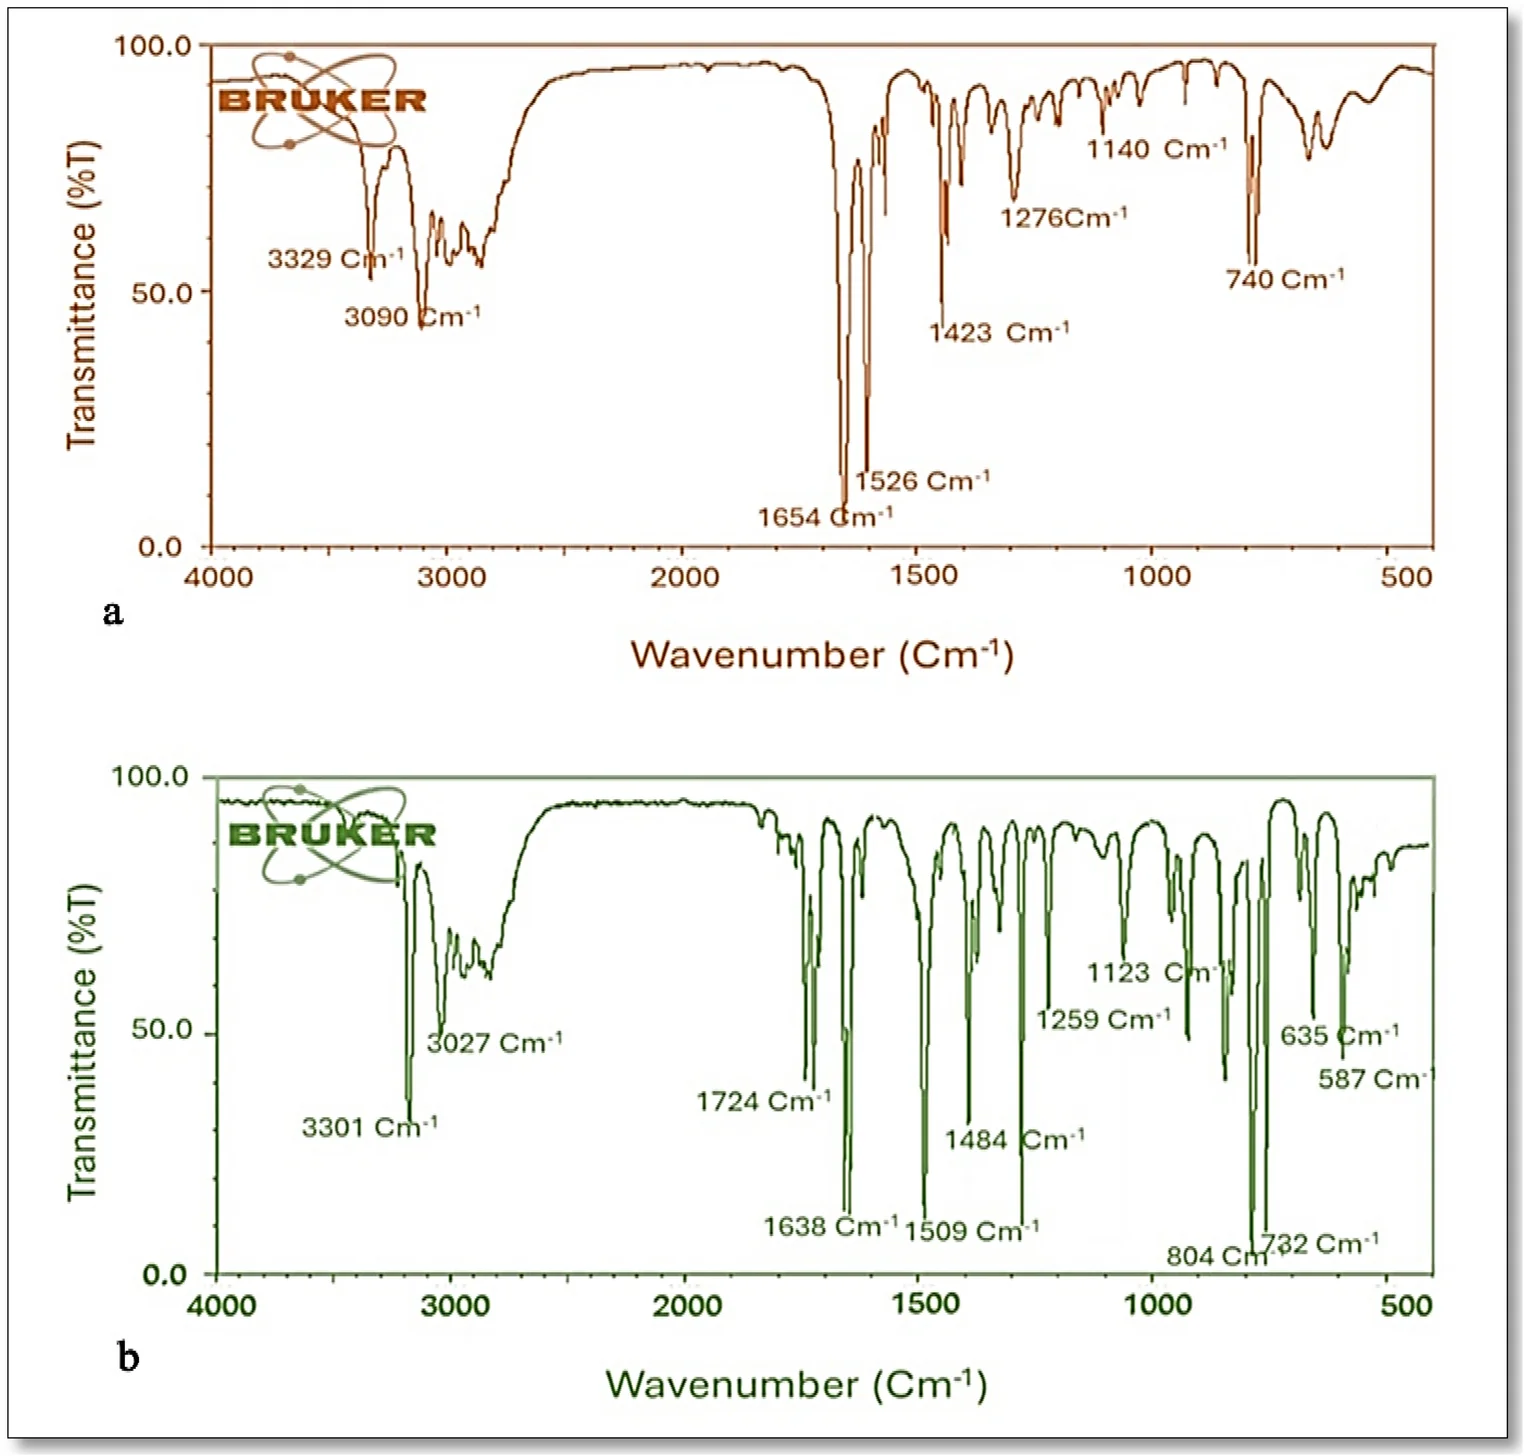 100.0
BRUKER
Transmittance (%T)
3329 Cm-1
50.0
3090 Cm-1
1140 Cm-1
1276Cm-1
740 Cm-1
1423 Cm-1
1526 Cm-1
1654 Cm-1
0.0
4000 3000 2000 1500 1000 500
a
Wavenumber (Cm-1)
100.0
BRUKER
Transmittance (%T)
50.0
3027 Cm-1
3301 Cm-1
1724 Cm-1
1638 Cm-1
1509 Cm-1
1484 Cm-1
1259 Cm-1
1123 Cm-1
635 Cm-1
587 Cm-1
804 Cm-1
732 Cm-1
0.0
4000 3000 2000 1500 1000 500
b
Wavenumber (Cm-1)